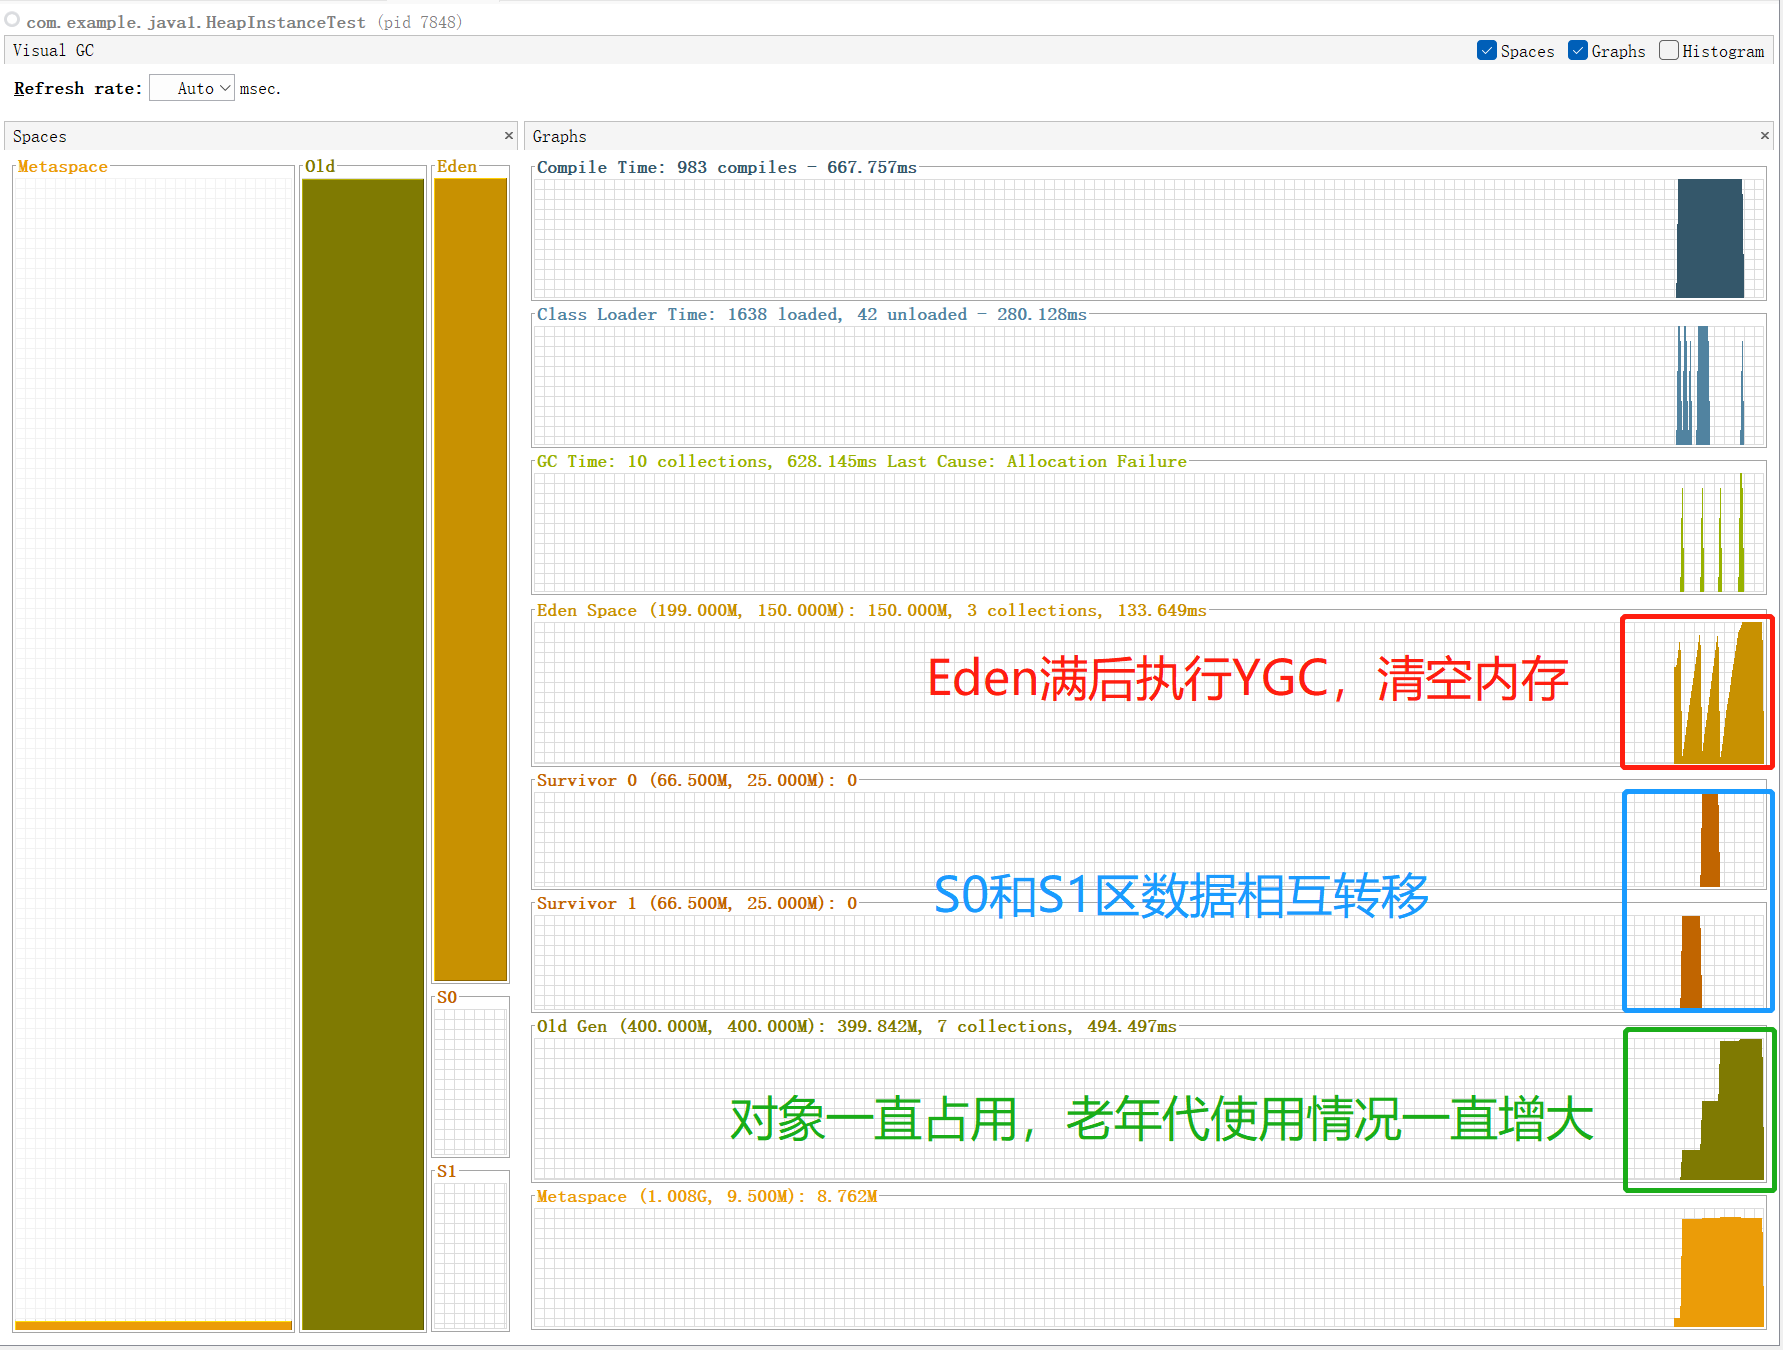 com.example.java1.HeapInstanceTest (pid 7848)
Visual GC
Spaces Graphs Histogram
Refresh rate: Auto msec.
Spaces ×
Graphs ×
Metaspace
Old
Eden
S0
S1
Compile Time: 983 compiles - 667.757ms
Class Loader Time: 1638 loaded, 42 unloaded - 280.128ms
GC Time: 10 collections, 628.145ms Last Cause: Allocation Failure
Eden Space (199.000M, 150.000M): 150.000M, 3 collections, 133.649ms
Eden满后执行YGC，清空内存
Survivor 0 (66.500M, 25.000M): 0
S0和S1区数据相互转移
Survivor 1 (66.500M, 25.000M): 0
Old Gen (400.000M, 400.000M): 399.842M, 7 collections, 494.497ms
对象一直占用，老年代使用情况一直增大
Metaspace (1.008G, 9.500M): 8.762M